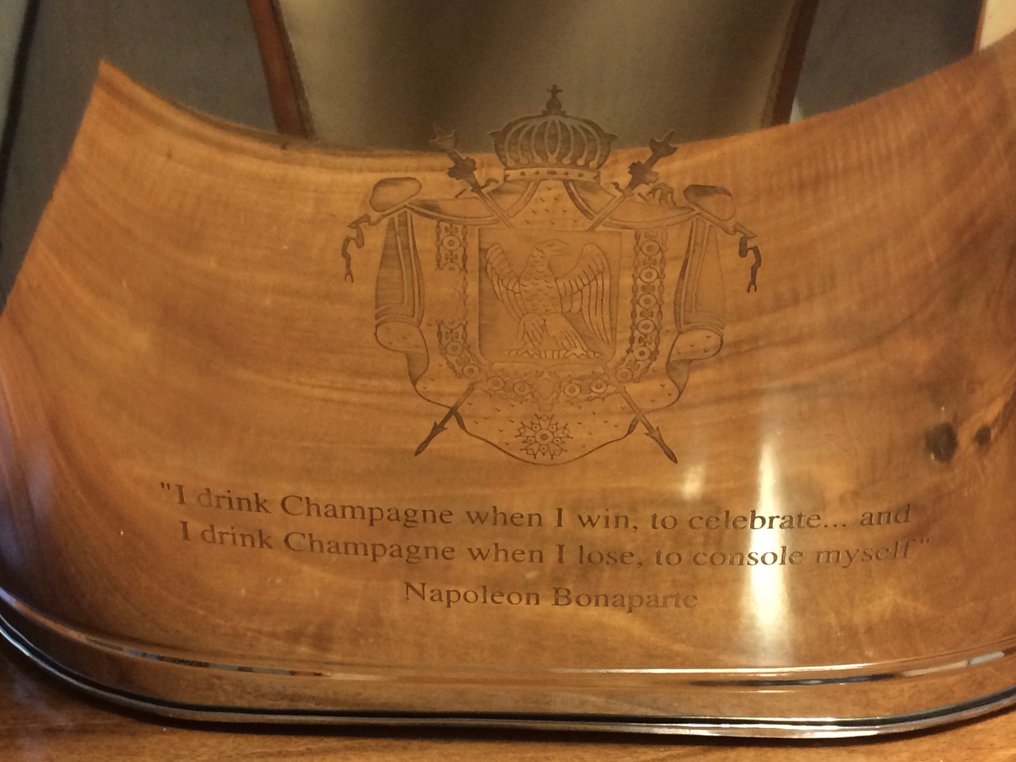 "I drink Champagne when I win, to celebrate... and
I drink Champagne when I lose, to console myself"
Napoleon Bonaparte